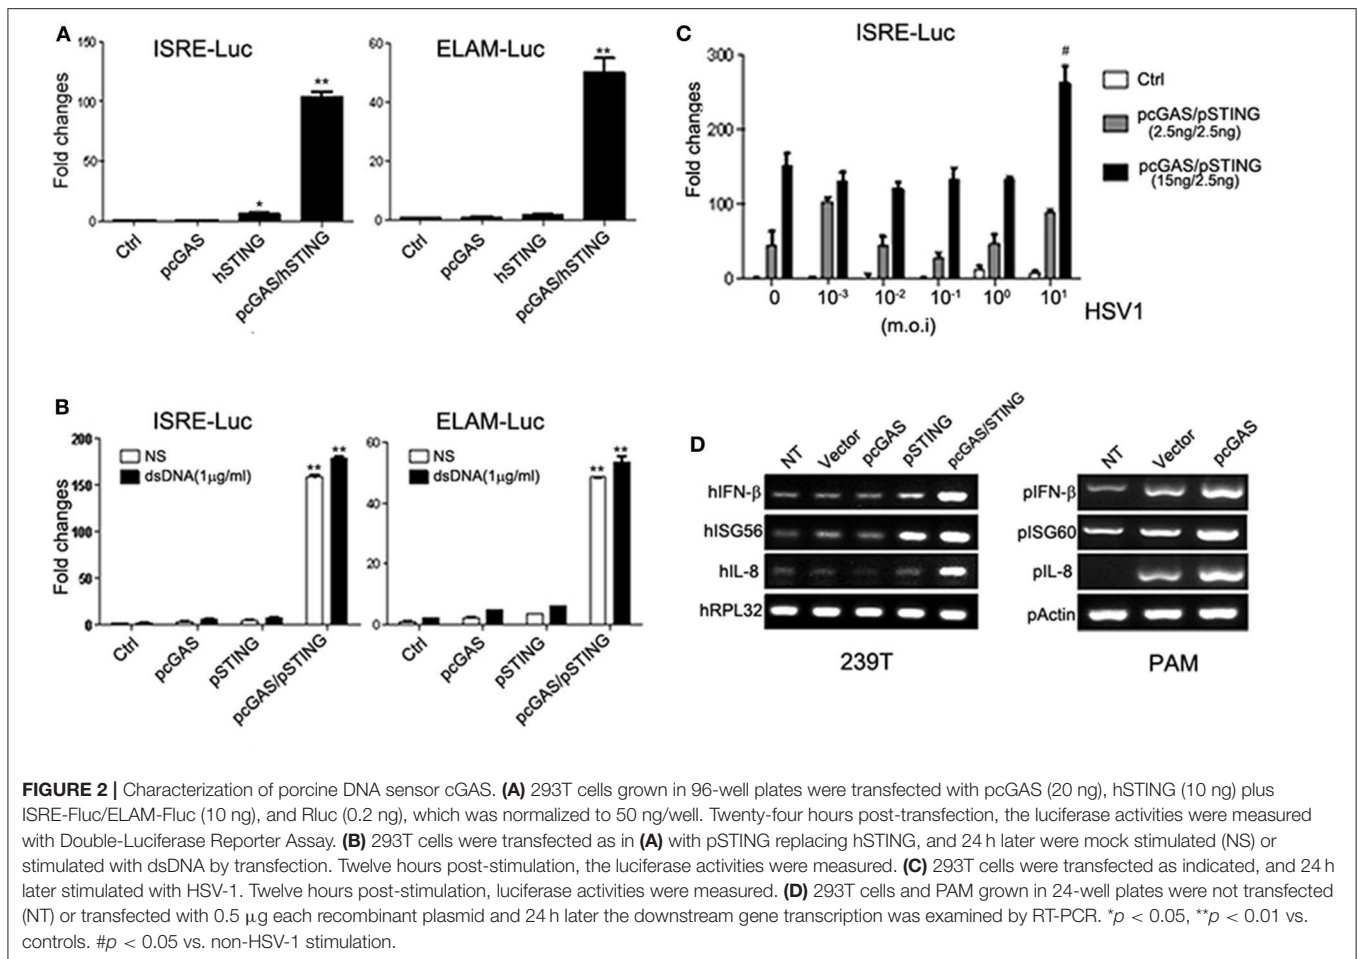 A
ISRE-Luc
Fold changes
150
100
50
0
**
*
Ctrl
pcGAS
hSTING
pcGAS/hSTING
ELAM-Luc
60
40
20
0
**
Ctrl
pcGAS
hSTING
pcGAS/hSTING
C
ISRE-Luc
Fold changes
300
200
100
0
#
0
10⁻³
10⁻²
10⁻¹
10⁰
10¹
(m.o.i)
HSV1
Ctrl
pcGAS/pSTING
(2.5ng/2.5ng)
pcGAS/pSTING
(15ng/2.5ng)
B
ISRE-Luc
Fold changes
200
150
100
50
0
NS
dsDNA(1μg/ml)
**
**
Ctrl
pcGAS
pSTING
pcGAS/pSTING
ELAM-Luc
60
40
20
0
NS
dsDNA(1μg/ml)
**
**
Ctrl
pcGAS
pSTING
pcGAS/pSTING
D
NT
Vector
pcGAS
pSTING
pcGAS/STING
hIFN-β
hISG56
hIL-8
hRPL32
239T
NT
Vector
pcGAS
pIFN-β
pISG60
pIL-8
pActin
PAM
FIGURE 2 | Characterization of porcine DNA sensor cGAS. (A) 293T cells grown in 96-well plates were transfected with pcGAS (20 ng), hSTING (10 ng) plus
ISRE-Fluc/ELAM-Fluc (10 ng), and Rluc (0.2 ng), which was normalized to 50 ng/well. Twenty-four hours post-transfection, the luciferase activities were measured
with Double-Luciferase Reporter Assay. (B) 293T cells were transfected as in (A) with pSTING replacing hSTING, and 24 h later were mock stimulated (NS) or
stimulated with dsDNA by transfection. Twelve hours post-stimulation, the luciferase activities were measured. (C) 293T cells were transfected as indicated, and 24 h
later stimulated with HSV-1. Twelve hours post-stimulation, luciferase activities were measured. (D) 293T cells and PAM grown in 24-well plates were not transfected
(NT) or transfected with 0.5 μg each recombinant plasmid and 24 h later the downstream gene transcription was examined by RT-PCR. *p < 0.05, **p < 0.01 vs.
controls. #p < 0.05 vs. non-HSV-1 stimulation.